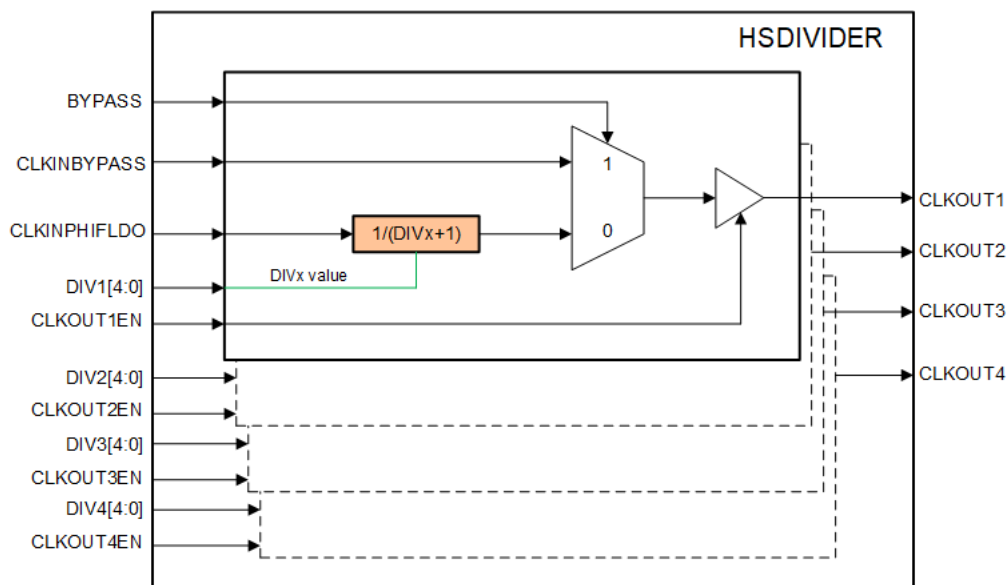 HSDIVIDER
BYPASS
CLKINBYPASS
1
CLKOUT1
CLKINPHIFLDO
1/(DIVx+1)
0
CLKOUT2
DIVx value
DIV1[4:0]
CLKOUT3
CLKOUT1EN
DIV2[4:0]
CLKOUT4
CLKOUT2EN
DIV3[4:0]
CLKOUT3EN
DIV4[4:0]
CLKOUT4EN